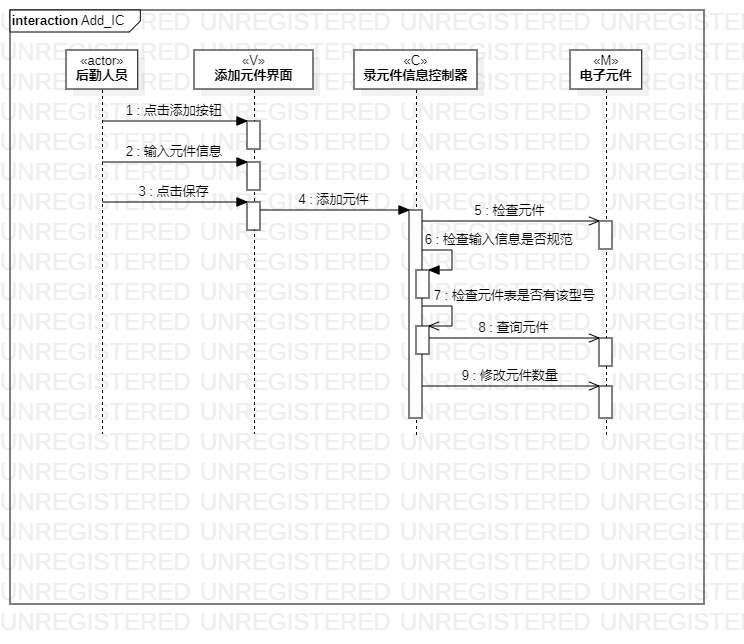 interaction Add_IC
«actor»
后勤人员
«V»
添加元件界面
«C»
录元件信息控制器
«M»
电子元件
1 : 点击添加按钮
2 : 输入元件信息
3 : 点击保存
4 : 添加元件
5 : 检查元件
6 : 检查输入信息是否规范
7 : 检查元件表是否有该型号
8 : 查询元件
9 : 修改元件数量
UNREGISTERED UNREGISTERED UNREGISTERED UNREGISTERED